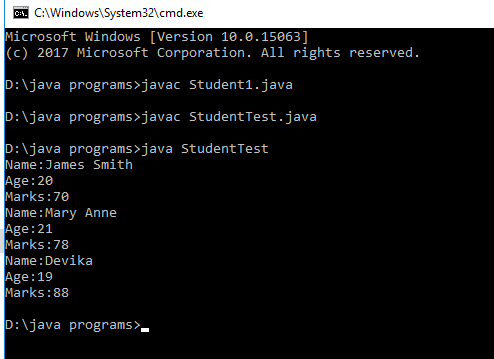 C:\Windows\System32\cmd.exe
Microsoft Windows [Version 10.0.15063]
(c) 2017 Microsoft Corporation. All rights reserved.
D:\java programs>javac Student1.java
D:\java programs>javac StudentTest.java
D:\java programs>java StudentTest
Name:James Smith
Age:20
Marks:70
Name:Mary Anne
Age:21
Marks:78
Name:Devika
Age:19
Marks:88
D:\java programs>